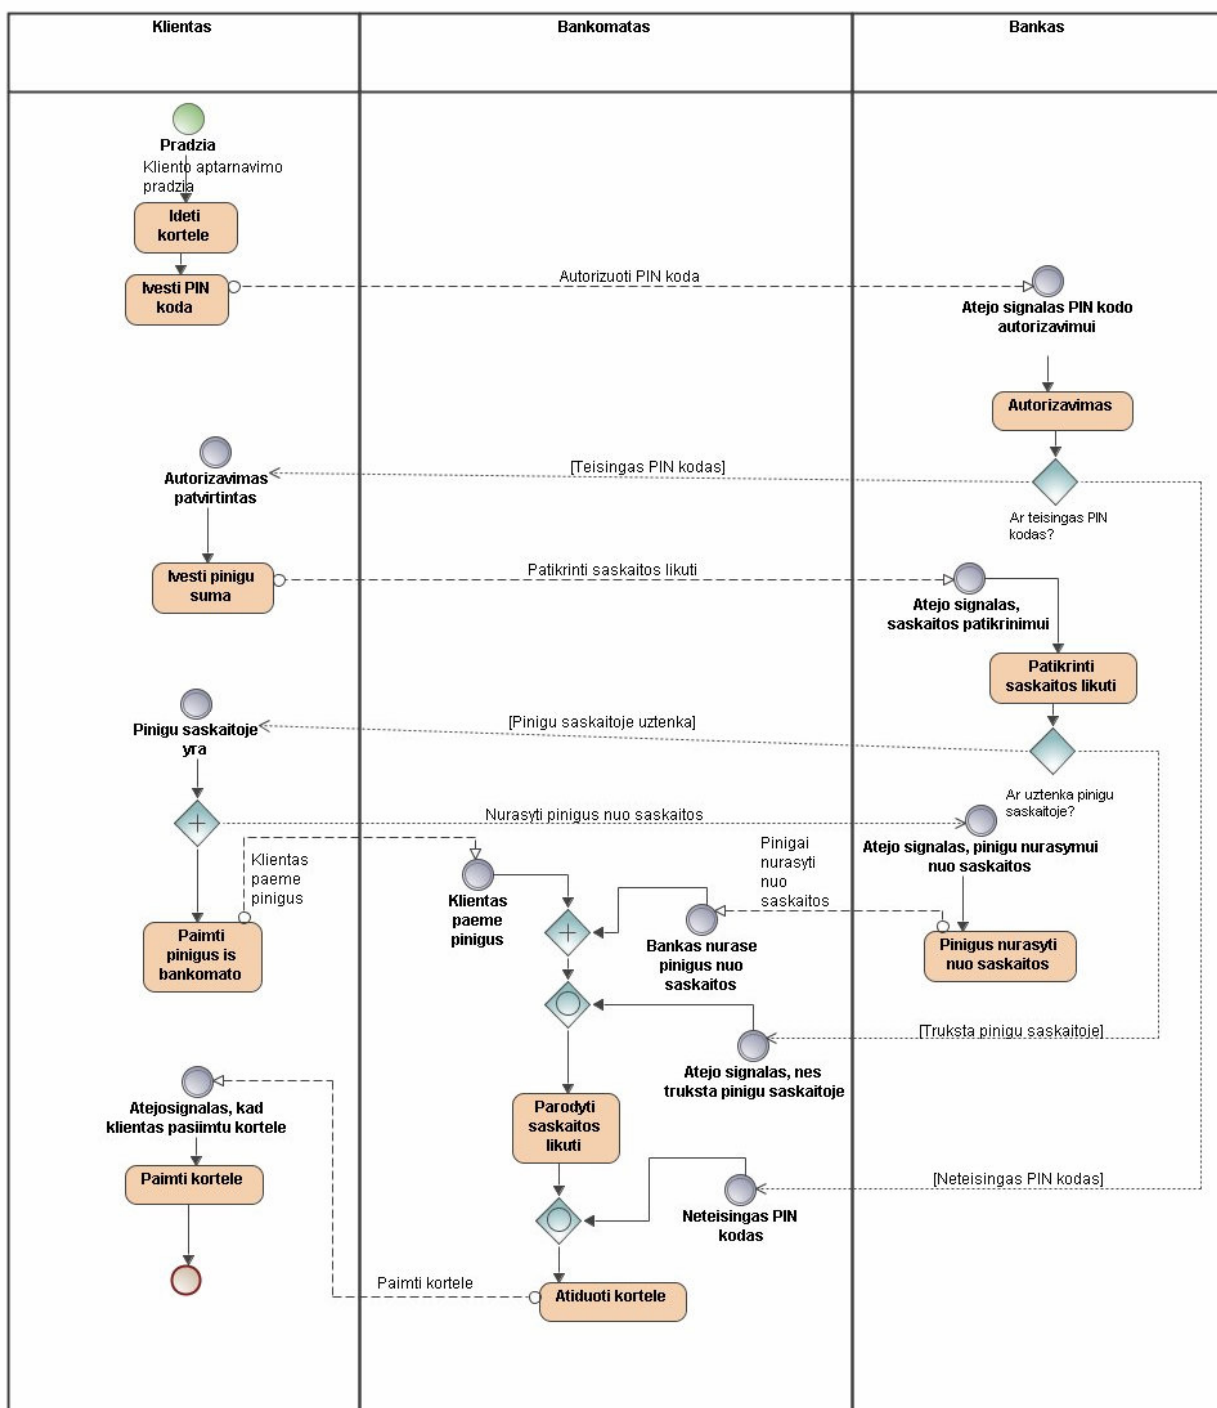 Klientas
Bankomatas
Bankas
Pradzia
Kliento aptarnavimo
pradzia
Ideti
kortele
Ivesti PIN
koda
Autorizuoti PIN koda
Atejo signalas PIN kodo
autorizavimui
Autorizavimas
[Teisingas PIN kodas]
Autorizavimas
patvirtintas
Ar teisingas PIN
kodas?
Ivesti pinigu
suma
Patikrinti saskaitos likuti
Atejo signalas,
saskaitos patikrinimui
Patikrinti
saskaitos likuti
[Pinigu saskaitoje uztenka]
Pinigu saskaitoje
yra
Ar uztenka pinigu
saskaitoje?
Nurasyti pinigus nuo saskaitos
Atejo signalas, pinigu nurasymui
nuo saskaitos
Klientas
paeme
pinigus
Pinigai
nurasyti
nuo
saskaitos
Klientas
paeme
pinigus
Paimti
pinigus is
bankomato
Bankas nurase
pinigus nuo
saskaitos
Pinigus nurasyti
nuo saskaitos
[Truksta pinigu saskaitoje]
Atejo signalas, nes
truksta pinigu saskaitoje
Atejosignalas, kad
klientas pasiimtu kortele
Parodyti
saskaitos
likuti
Paimti kortele
[Neteisingas PIN kodas]
Neteisingas PIN
kodas
Paimti kortele
Atiduoti kortele